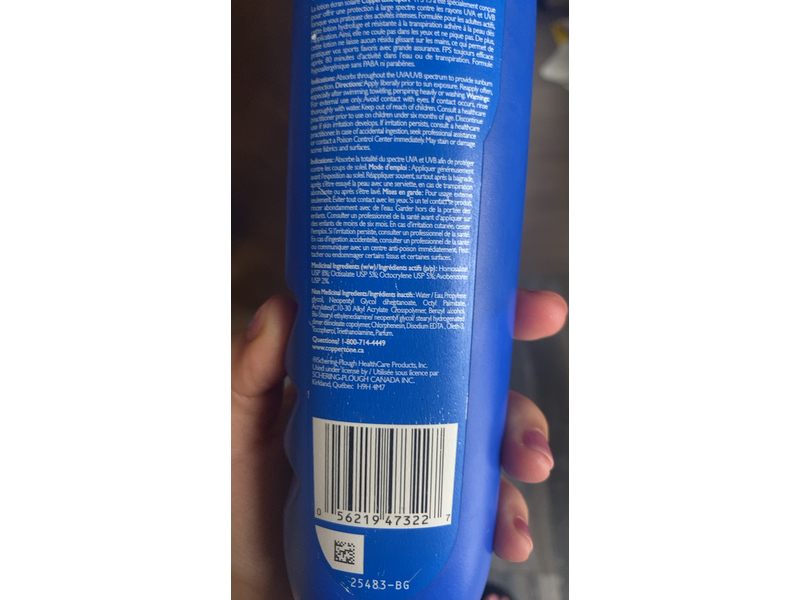 La lotion écran solaire Coppertone Sport FPS 15 a été spécialement conçue
pour offrir une protection à large spectre contre les rayons UVA et UVB
lorsque vous pratiquez des activités intenses. Formulée pour les adultes actifs,
cette lotion hydrofuge et résistante à la transpiration adhère à la peau dès
l'application. Ainsi, elle ne coule pas dans les yeux et ne pique pas. De plus,
cette lotion ne laisse aucun résidu glissant sur les mains, ce qui permet de
pratiquer vos sports favoris avec grande assurance. FPS toujours efficace
après 80 minutes d'activité dans l'eau ou de transpiration. Formule
hypoallergénique sans PABA ni parabènes.
Indications: Absorbs throughout the UVA/UVB spectrum to provide sunburn
protection. Directions: Apply liberally prior to sun exposure. Reapply often,
especially after swimming, towelling, perspiring heavily or washing. Warnings:
For external use only. Avoid contact with eyes. If contact occurs, rinse
thoroughly with water. Keep out of reach of children. Consult a healthcare
practitioner prior to use on children under six months of age. Discontinue
use if skin irritation develops. If irritation persists, consult a healthcare
practitioner. In case of accidental ingestion, seek professional assistance
or contact a Poison Control Center immediately. May stain or damage
some fabrics and surfaces.
Indications: Absorbe la totalité du spectre UVA et UVB afin de protéger
contre les coups de soleil. Mode d'emploi : Appliquer généreusement
avant l'exposition au soleil. Réappliquer souvent, surtout après la baignade,
après s'être essuyé la peau avec une serviette, en cas de transpiration
abondante ou après s'être lavé. Mises en garde: Pour usage externe
seulement. Éviter tout contact avec les yeux. Si un tel contact se produit,
rincer abondamment avec de l'eau. Garder hors de la portée des
enfants. Consulter un professionnel de la santé avant d'appliquer sur
des enfants de moins de six mois. En cas d'irritation cutanée, cesser
l'emploi. Si l'irritation persiste, consulter un professionnel de la santé.
En cas d'ingestion accidentelle, consulter un professionnel de la santé
ou communiquer avec un centre anti-poison immédiatement. Peut
tacher ou endommager certains tissus et certaines surfaces.
Medicinal Ingredients (w/w)/Ingrédients actifs (p/p): Homosalate
USP 8%; Octisalate USP 5%; Octocrylene USP 5%; Avobenzone
USP 2%.
Non Medicinal Ingredients/Ingrédients inactifs: Water / Eau, Propylene
glycol, Neopentyl Glycol diheptanoate, Octyl Palmitate,
Acrylates/C10-30 Alkyl Acrylate Crosspolymer, Benzyl alcohol,
Bis-Stearyl ethylenediamine/ neopentyl glycol/ stearyl hydrogenated
dimer dilinoleate copolymer, Chlorphenesin, Disodium EDTA, Oleth-3,
Tocopherol, Triethanolamine, Parfum.
Questions? 1-800-714-4449
www.coppertone.ca
®Schering-Plough HealthCare Products, Inc.
Used under license by / Utilisée sous licence par
SCHERING-PLOUGH CANADA INC.
Kirkland, Québec H9H 4M7
0 56219 47322 7
25483-BG